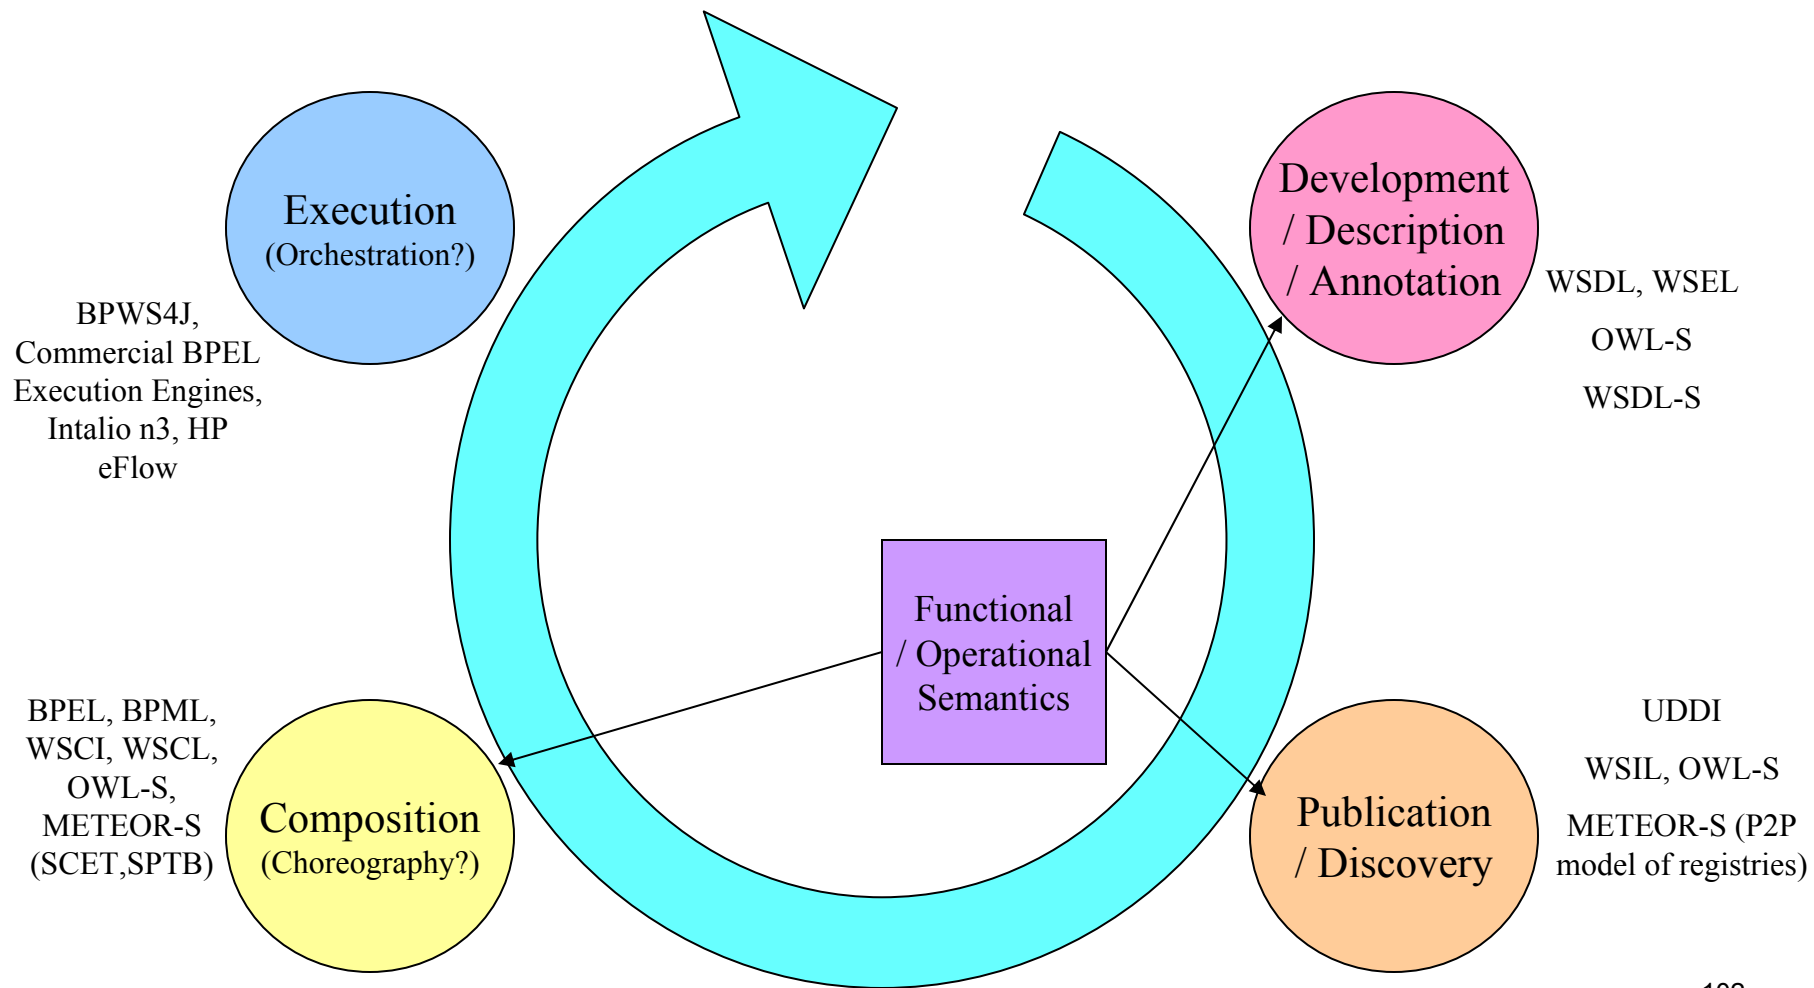 Execution
(Orchestration?)
BPWS4J,
Commercial BPEL
Execution Engines,
Intalio n3, HP
eFlow
Development
/ Description
/ Annotation
WSDL, WSEL
OWL-S
WSDL-S
Functional
/ Operational
Semantics
BPEL, BPML,
WSCI, WSCL,
OWL-S,
METEOR-S
(SCET,SPTB)
Composition
(Choreography?)
Publication
/ Discovery
UDDI
WSIL, OWL-S
METEOR-S (P2P
model of registries)